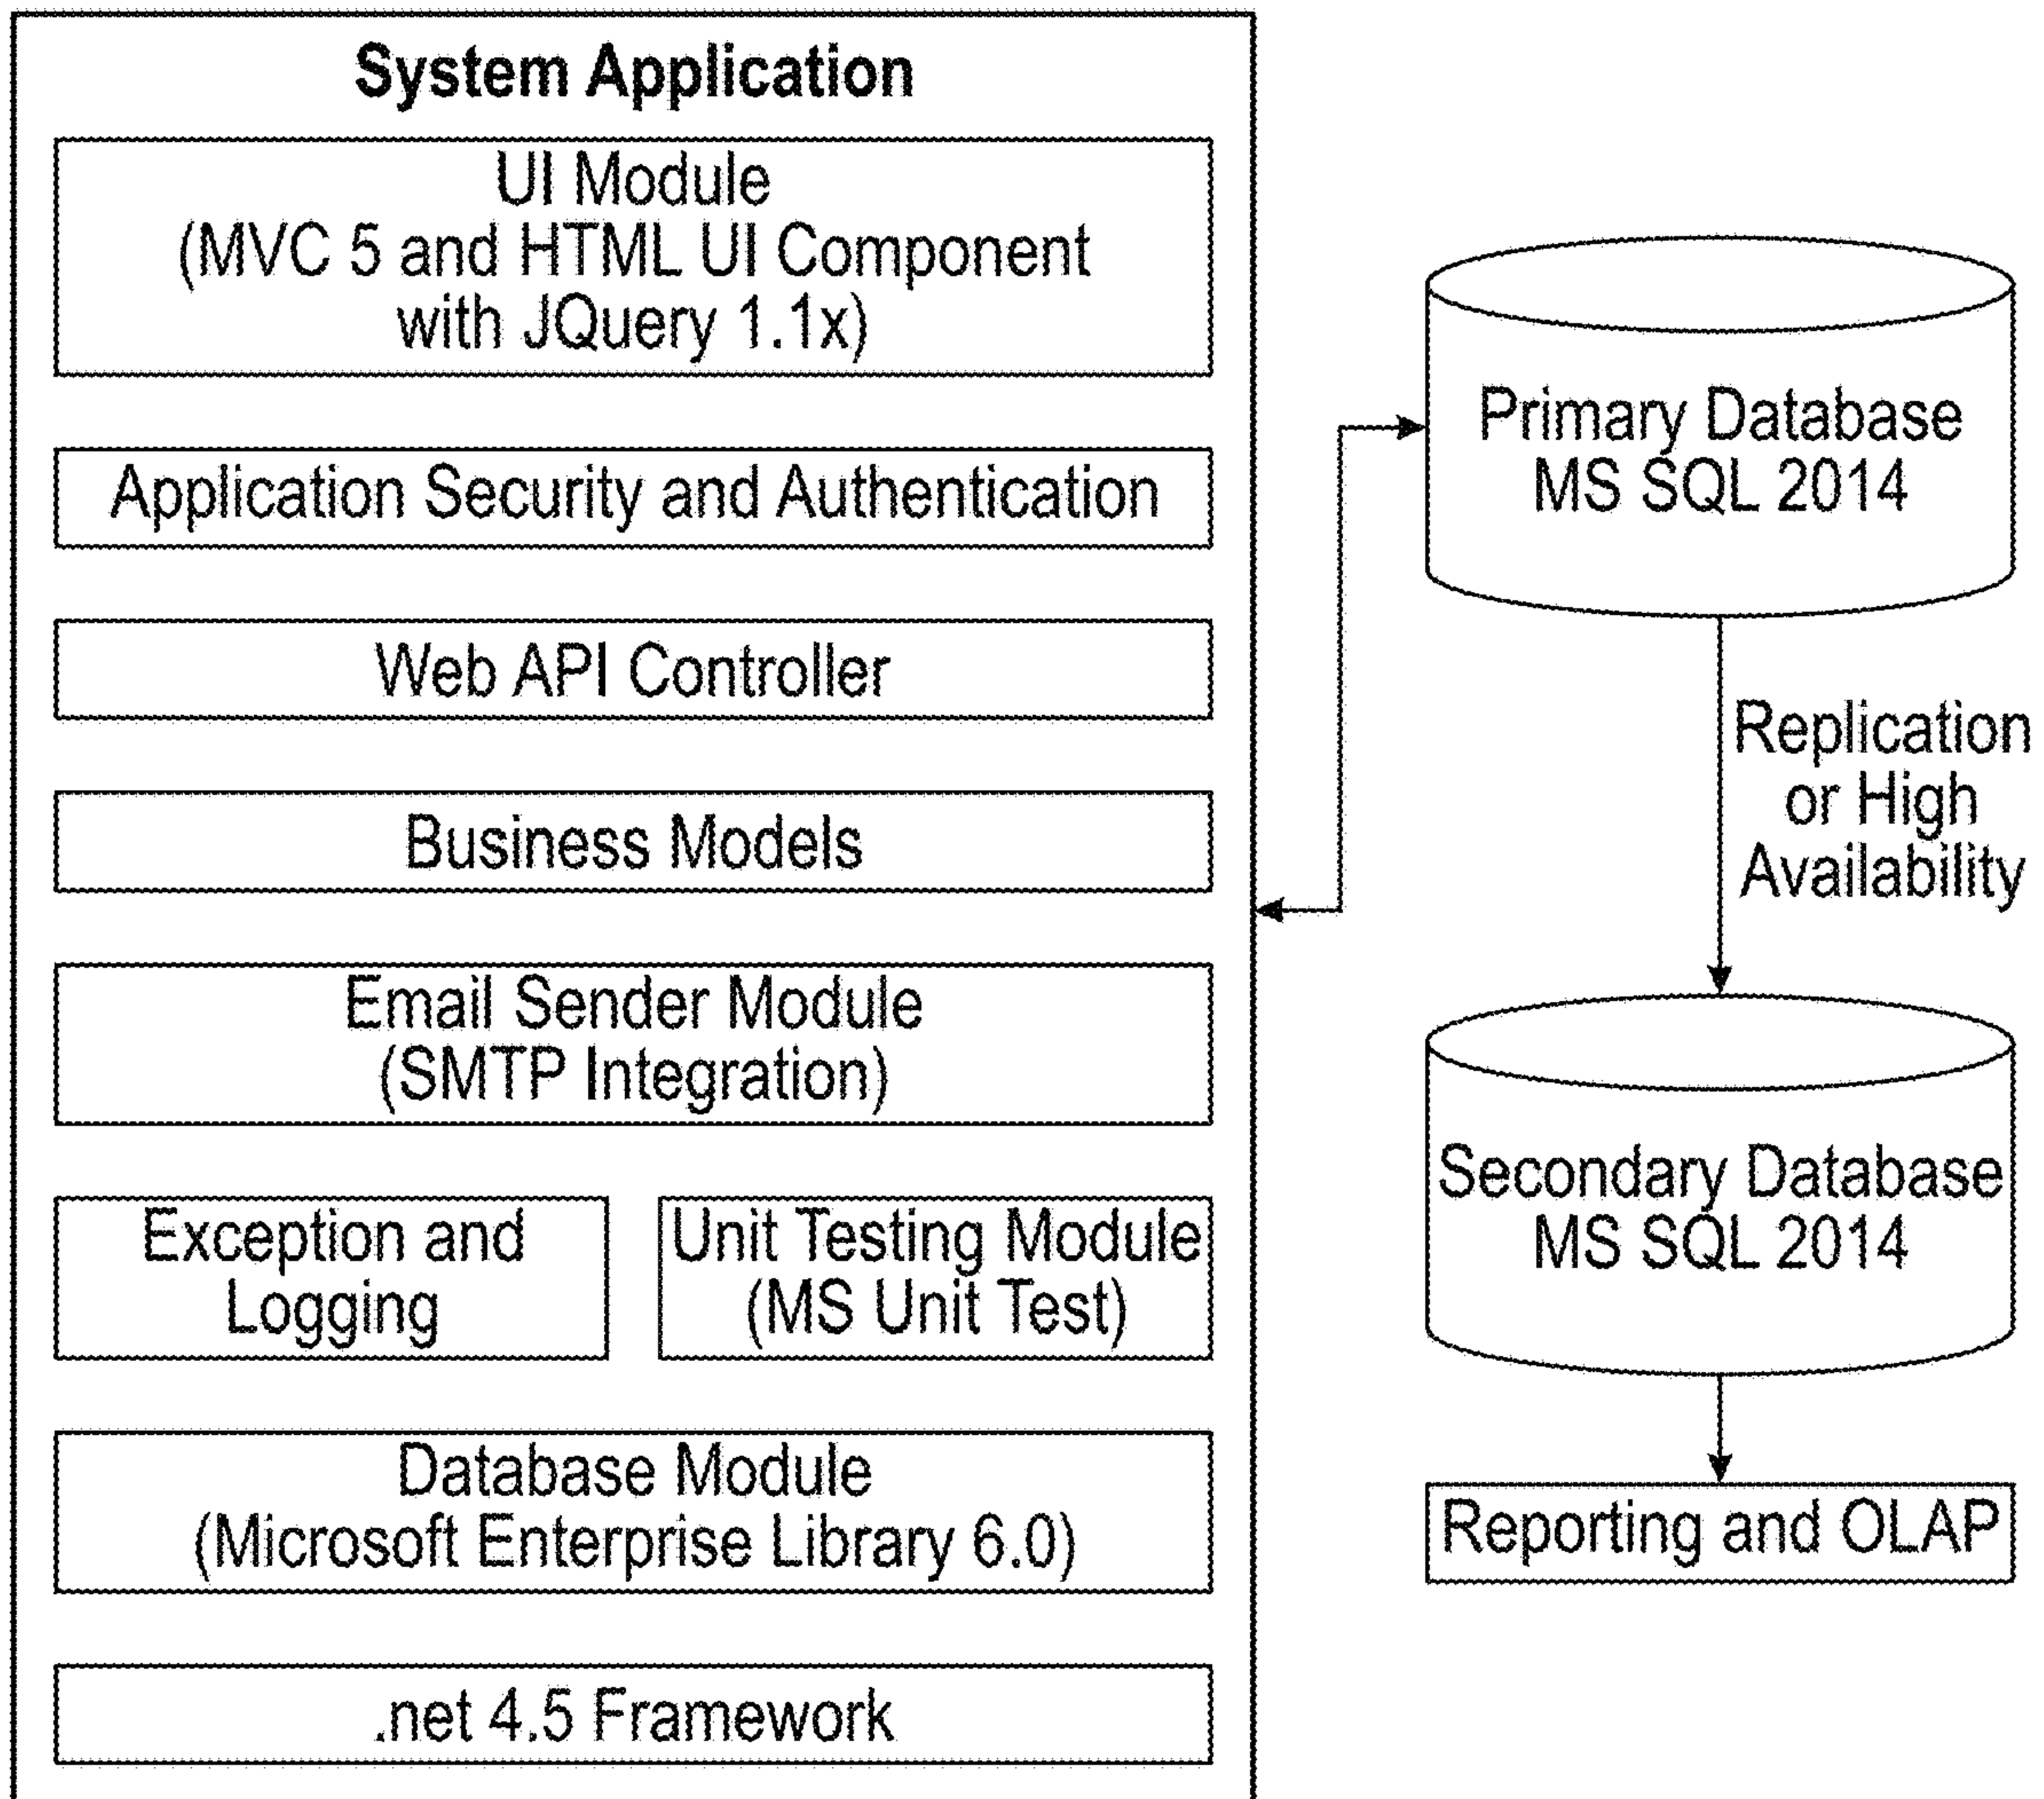 System Application
UI Module
(MVC 5 and HTML UI Component
with JQuery 1.1x)
Application Security and Authentication
Web API Controller
Business Models
Email Sender Module
(SMTP Integration)
Exception and
Logging
Unit Testing Module
(MS Unit Test)
Database Module
(Microsoft Enterprise Library 6.0)
.net 4.5 Framework
Primary Database
MS SQL 2014
Replication
or High
Availability
Secondary Database
MS SQL 2014
Reporting and OLAP